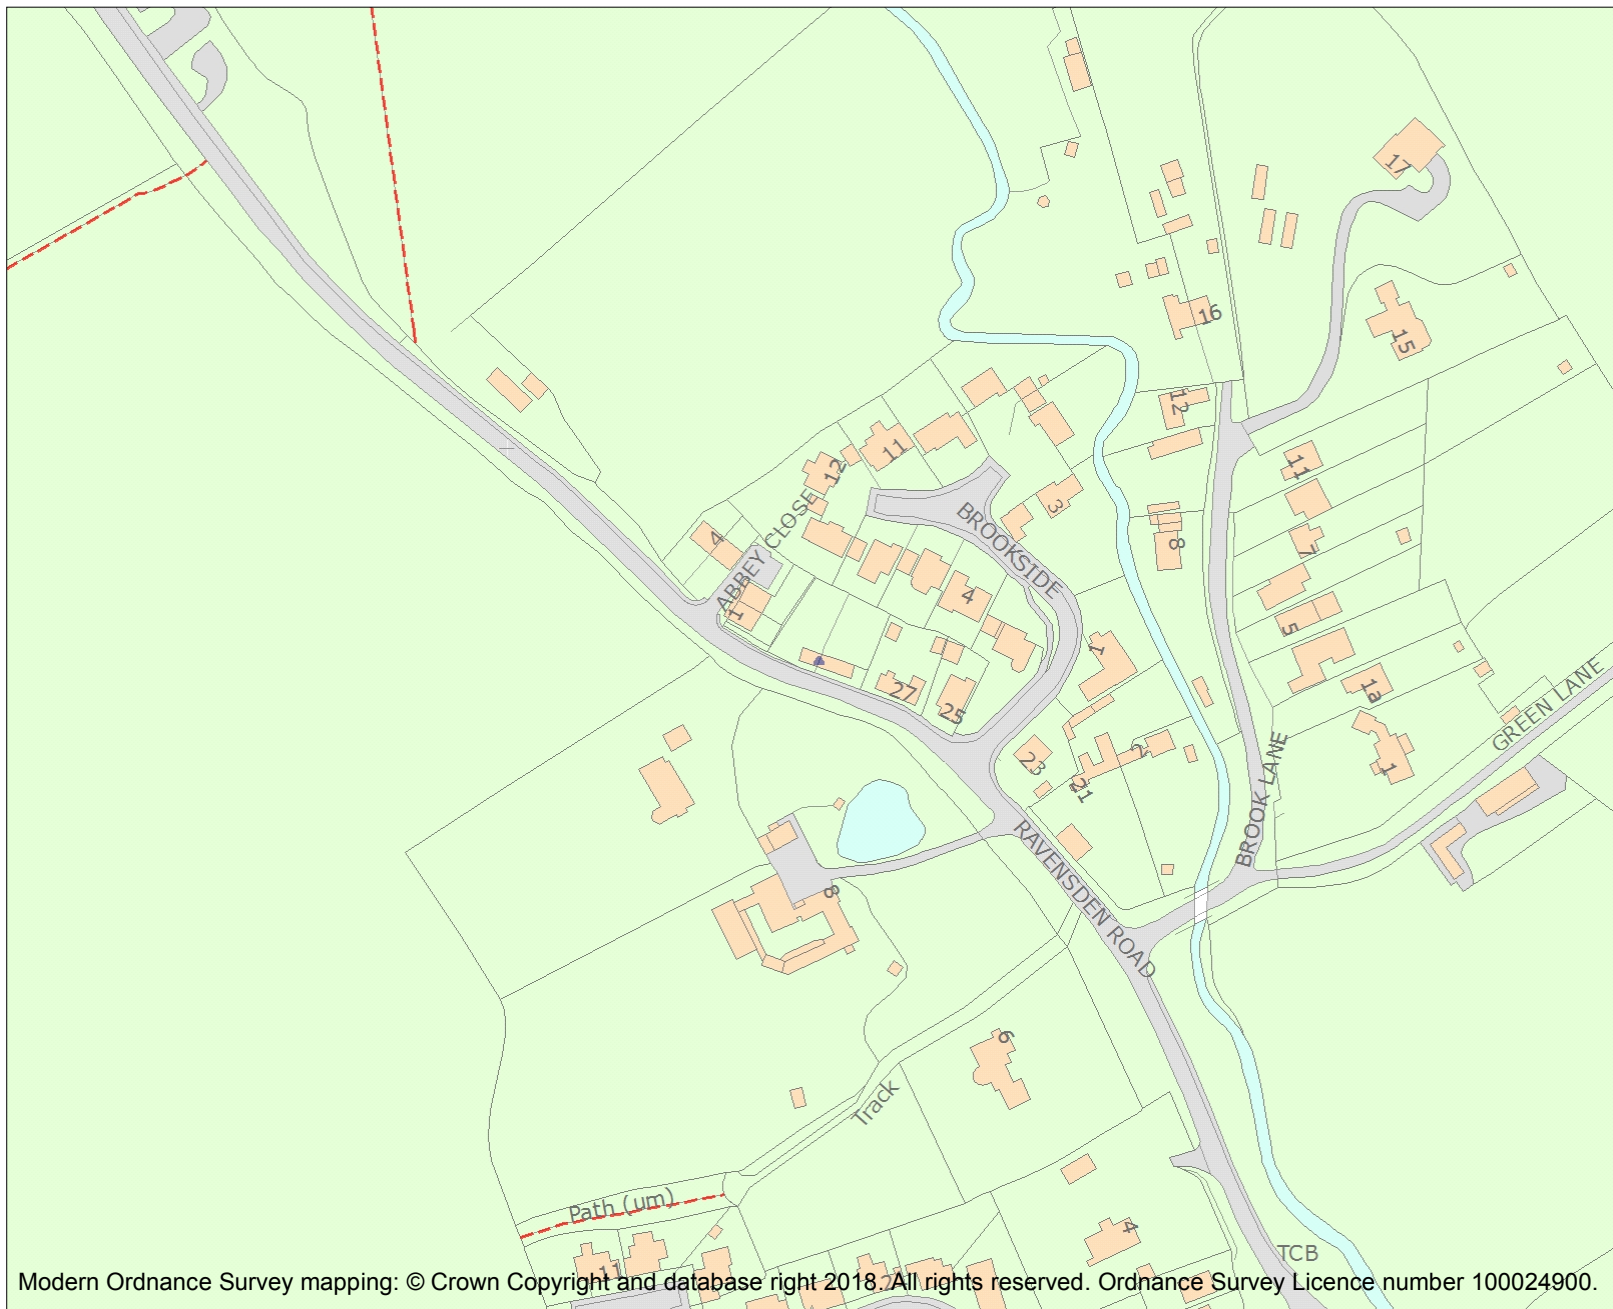 17
16
15
12
11
12
11
11
3
BROOKSIDE
8
7
4
ABBEY CLOSE
4
1
5
1
27
25
1a
GREEN LANE
23
2
21
1
BROOK LANE
RAVENSDEN ROAD
8
6
Track
Path (um)
4
TCB
11
Modern Ordnance Survey mapping: © Crown Copyright and database right 2018. All rights reserved. Ordnance Survey Licence number 100024900.